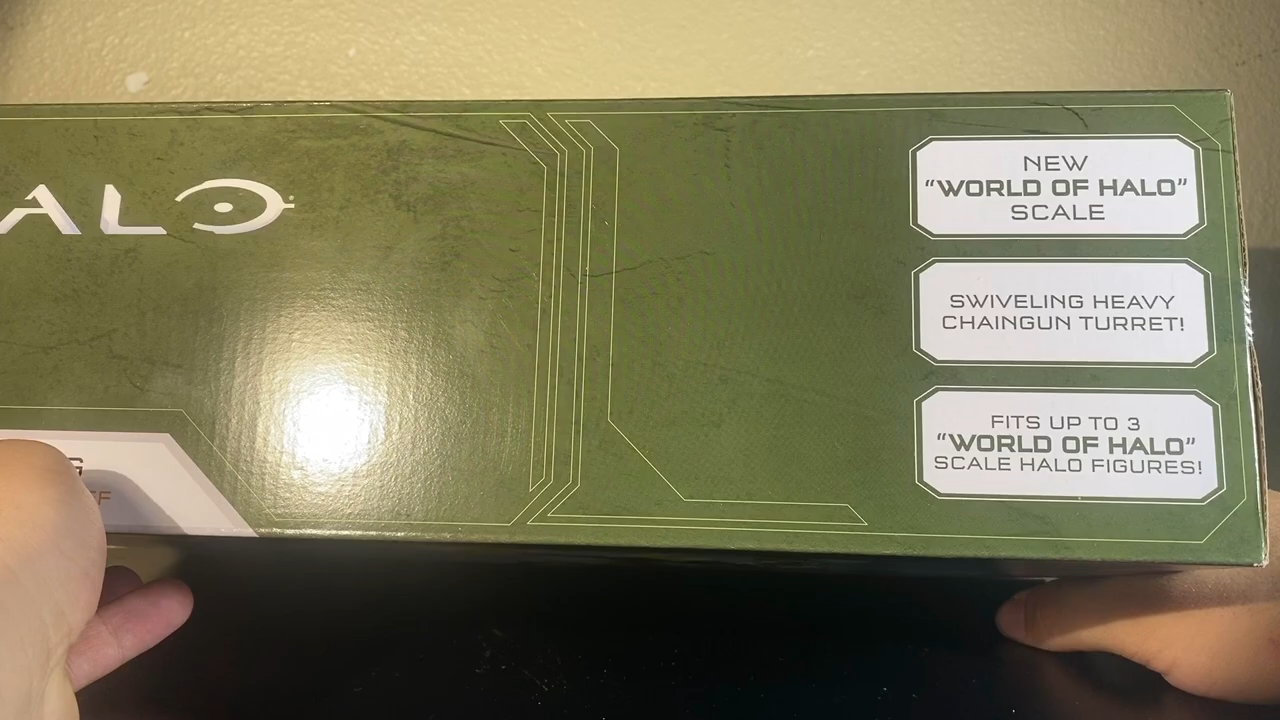 ALO
NEW
“WORLD OF HALO”
SCALE
SWIVELING HEAVY
CHAINGUN TURRET!
FITS UP TO 3
“WORLD OF HALO”
SCALE HALO FIGURES!